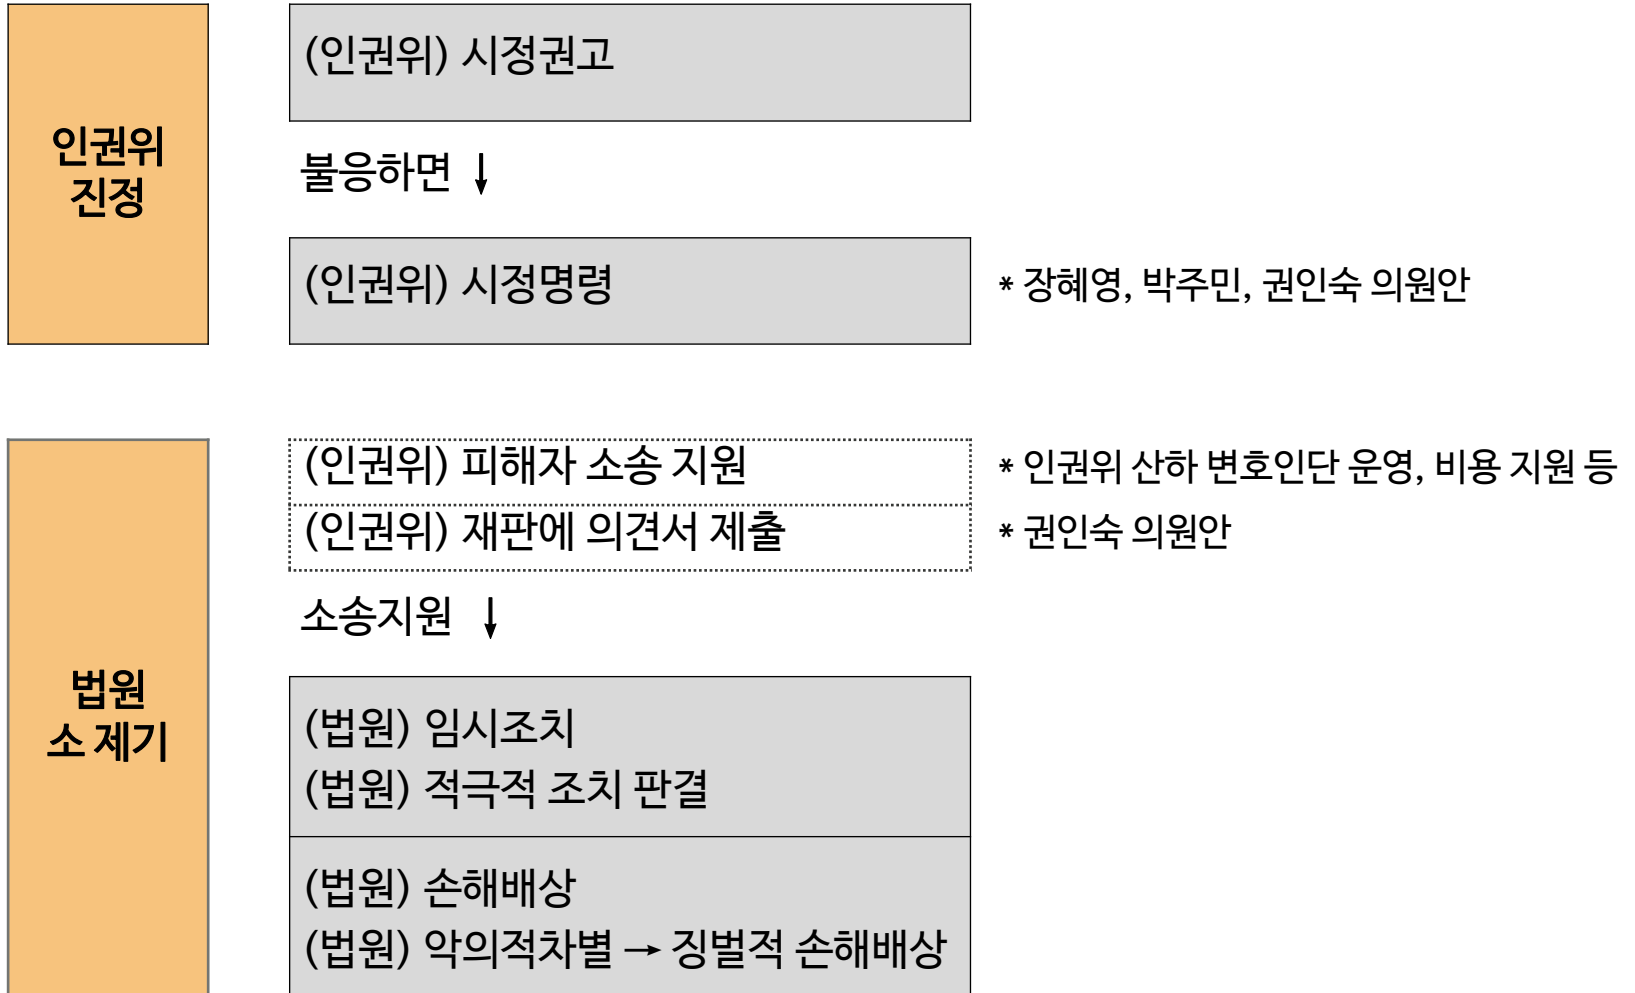 인권위
진정
(인권위) 시정권고
불응하면 ↓
(인권위) 시정명령
* 장혜영, 박주민, 권인숙 의원안
법원
소 제기
(인권위) 피해자 소송 지원
* 인권위 산하 변호인단 운영, 비용 지원 등
(인권위) 재판에 의견서 제출
* 권인숙 의원안
소송지원 ↓
(법원) 임시조치
(법원) 적극적 조치 판결
(법원) 손해배상
(법원) 악의적차별 → 징벌적 손해배상